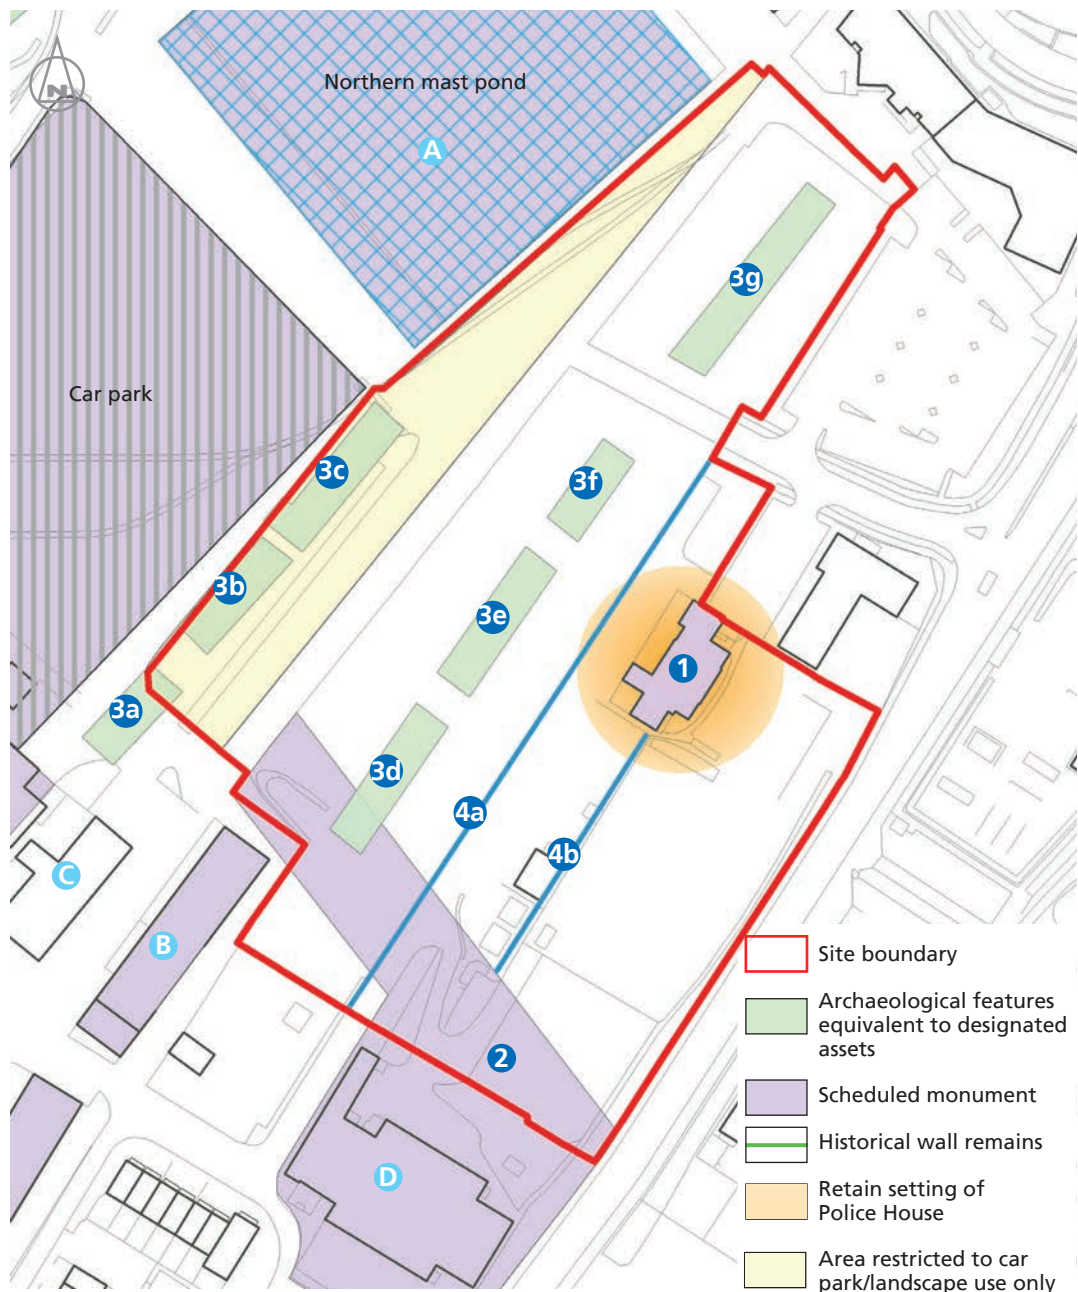 N
Northern mast pond
A
Car park
3g
3c
3f
3b
3e
1
3a
3d
4a
4b
C
B
2
D
Site boundary
Archaeological features
equivalent to designated
assets
Scheduled monument
Historical wall remains
Retain setting of
Police House
Area restricted to car
park/landscape use only